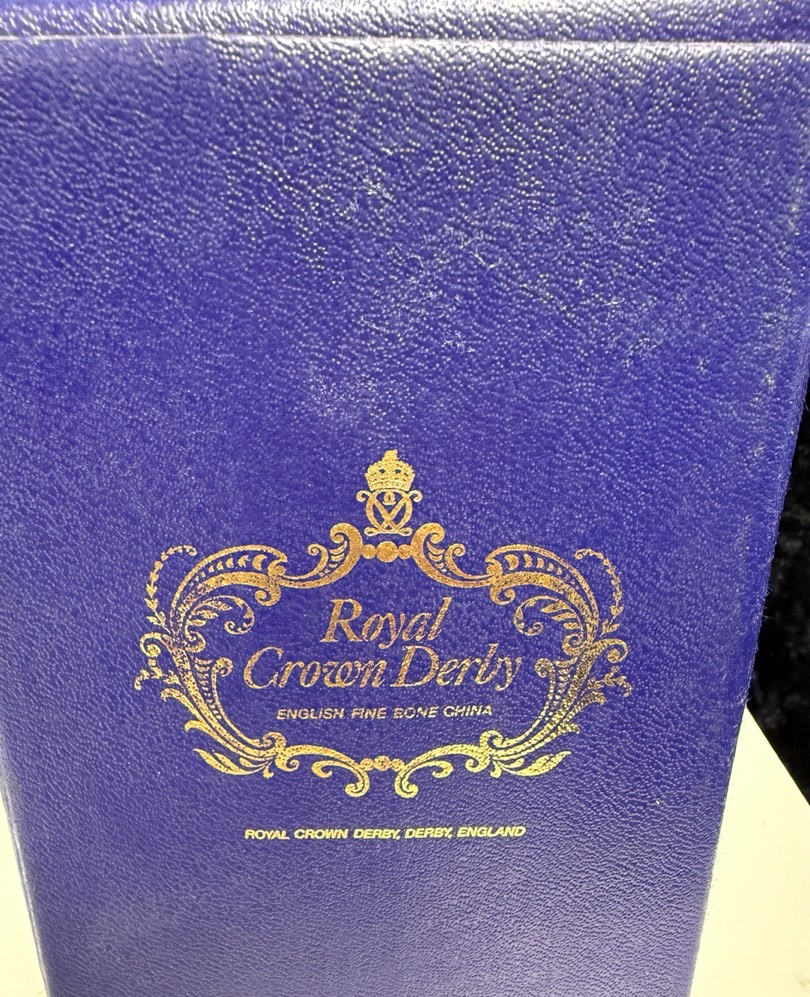 Royal
Crown Derby
ENGLISH FINE BONE CHINA
ROYAL CROWN DERBY, DERBY, ENGLAND